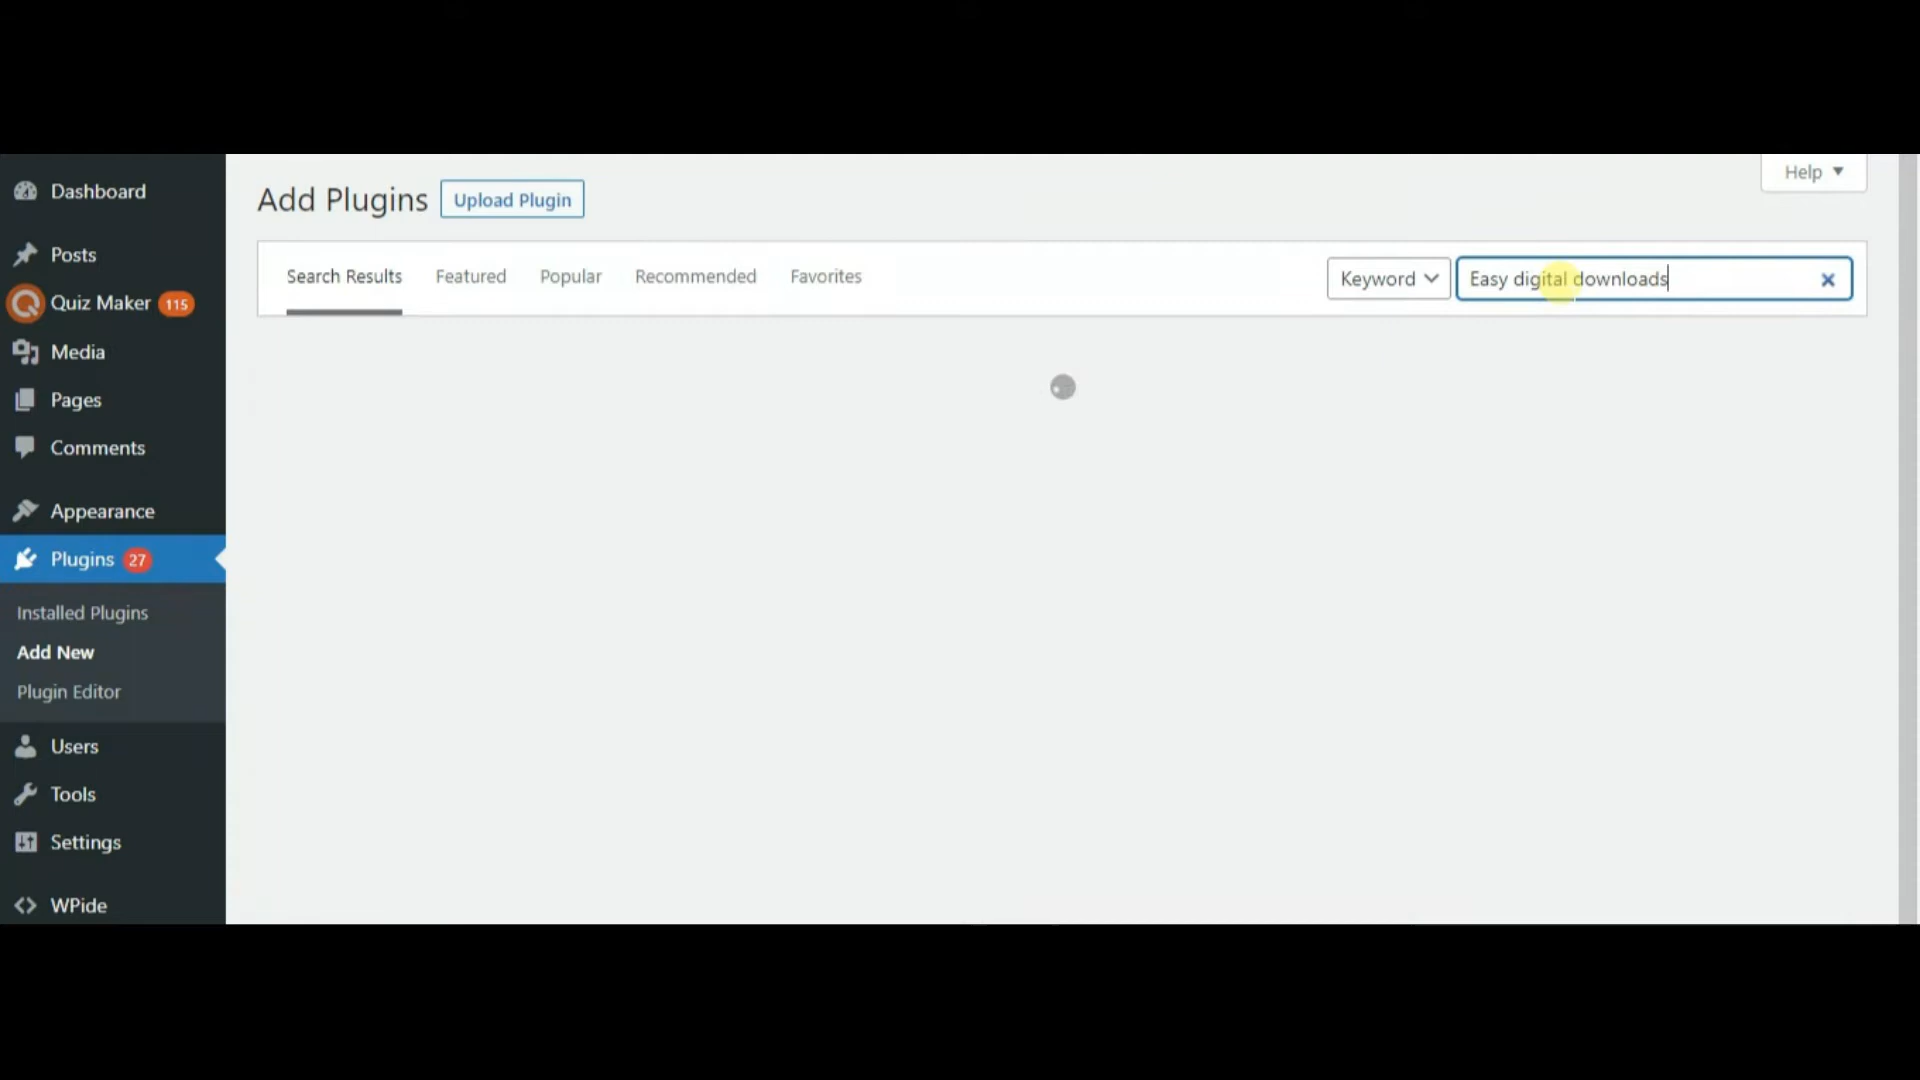 Dashboard
Posts
Quiz Maker 115
Media
Pages
Comments
Appearance
Plugins 27
Installed Plugins
Add New
Plugin Editor
Users
Tools
Settings
WPide
Help
Add Plugins Upload Plugin
Search Results Featured Popular Recommended Favorites Keyword Easy digital downloads